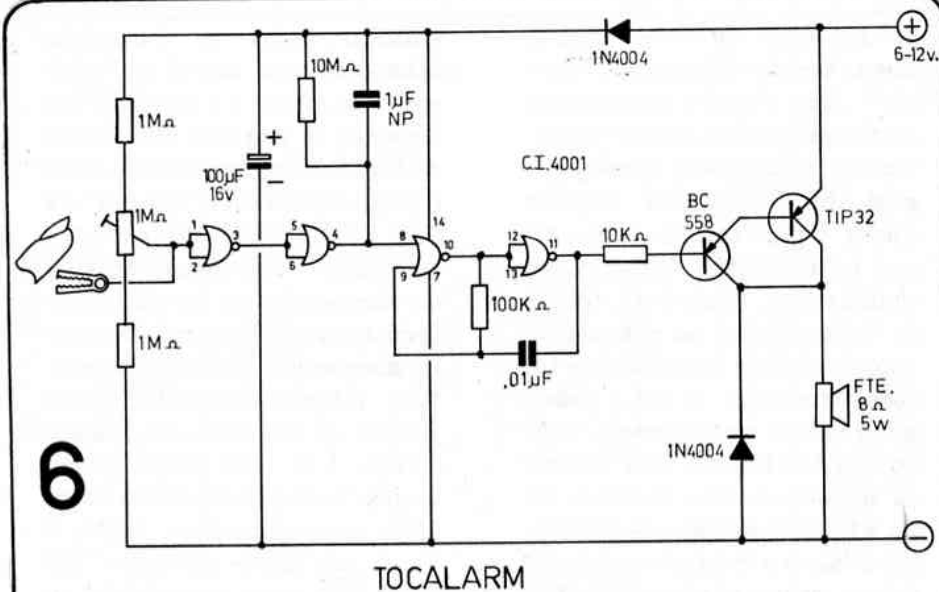 1N4004
6-12v.
10MΩ
1µF
NP
1MΩ
100µF
16v
C.I.4001
BC
558
TIP32
1MΩ
1
2
3
5
6
4
8
9
14
10
7
12
13
11
10KΩ
100KΩ
.01µF
1MΩ
1N4004
FTE.
8Ω
5w
6
TOCALARM